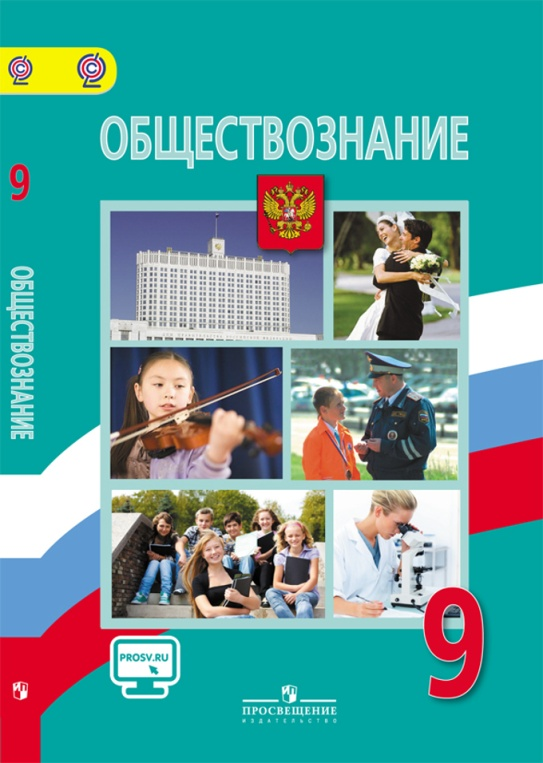 ОБЩЕСТВОЗНАНИЕ
9
ОБЩЕСТВОЗНАНИЕ
9
PROSV.RU
ПРОСВЕЩЕНИЕ
ИЗДАТЕЛЬСТВО